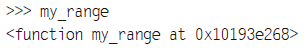 >>> my_range
<function my_range at 0x10193e268>